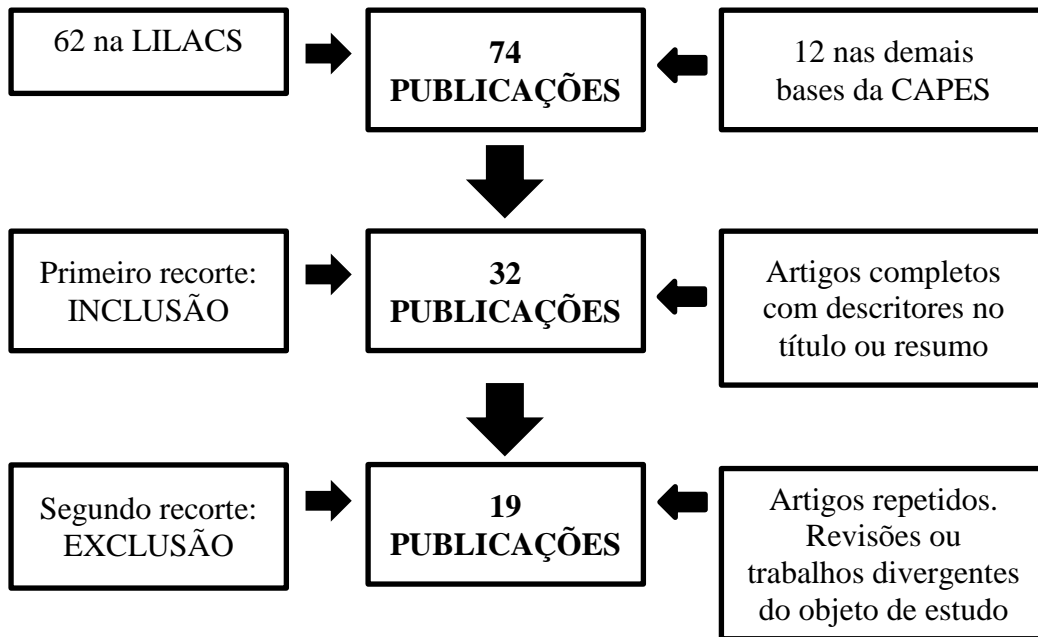 62 na LILACS
74
PUBLICAÇÕES
12 nas demais
bases da CAPES
Primeiro recorte:
INCLUSÃO
32
PUBLICAÇÕES
Artigos completos
com descritores no
título ou resumo
Segundo recorte:
EXCLUSÃO
19
PUBLICAÇÕES
Artigos repetidos.
Revisões ou
trabalhos divergentes
do objeto de estudo